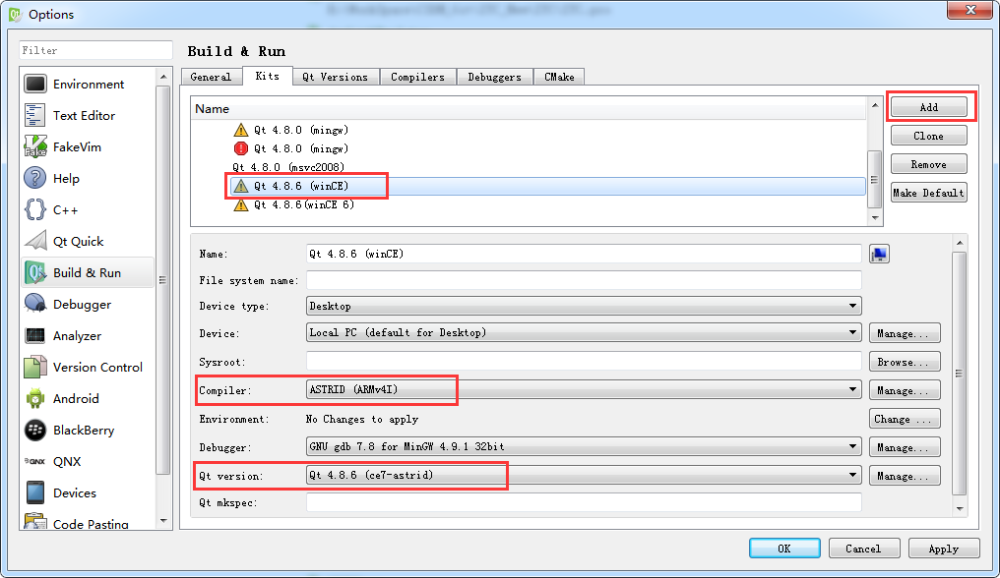 Options
Filter
Environment
Text Editor
FakeVim
Help
C++
Qt Quick
Build & Run
Debugger
Analyzer
Version Control
Android
BlackBerry
QNX
Devices
Code Pasting
Build & Run
General Kits Qt Versions Compilers Debuggers CMake
Name
Qt 4.8.0 (mingw)
Qt 4.8.0 (mingw)
Qt 4.8.0 (msvc2008)
Qt 4.8.6 (winCE)
Qt 4.8.6(winCE 6)
Add
Clone
Remove
Make Default
Name: Qt 4.8.6 (winCE)
File system name:
Device type: Desktop
Device: Local PC (default for Desktop) Manage...
Sysroot: Browse...
Compiler: ASTRID (ARMv4I) Manage...
Environment: No Changes to apply Change ...
Debugger: GNU gdb 7.8 for MinGW 4.9.1 32bit Manage...
Qt version: Qt 4.8.6 (ce7-astrid) Manage...
Qt mkspec:
OK Cancel Apply